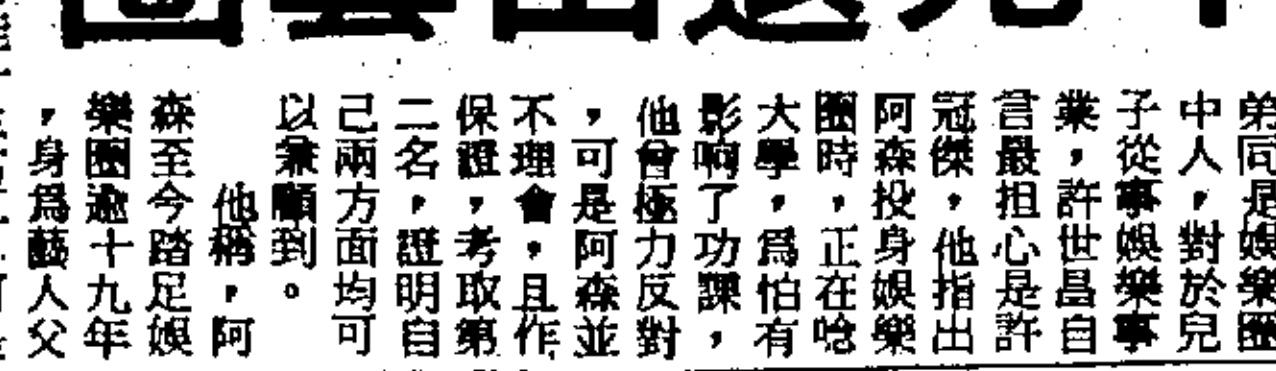 弟同是娛樂圈
中人，對於兒
子從事娛樂事
業，許世昌自
言最担心是許
冠傑，他指出
阿森投身娛樂
圈時，正在唸
大學，爲怕有
影响了功課，
他曾極力反對
，可是阿森並
不理會，且作
保證，考取第
二名，證明自
己兩方面均可
以兼顧到。
他稱，阿
森至今踏足娛
樂圈逾十九年
，身爲藝人父